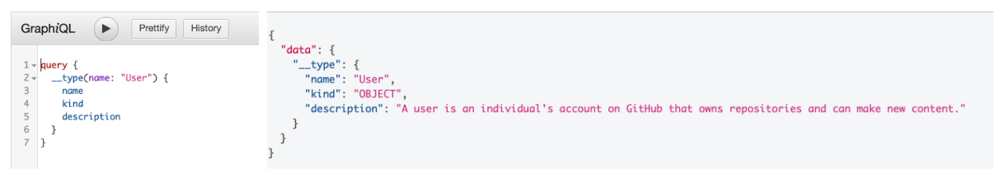 GraphiQL Prettify History
1 query {
2 __type(name: "User") {
3 name
4 kind
5 description
6 }
7 }
{
"data": {
"__type": {
"name": "User",
"kind": "OBJECT",
"description": "A user is an individual's account on GitHub that owns repositories and can make new content."
}
}
}